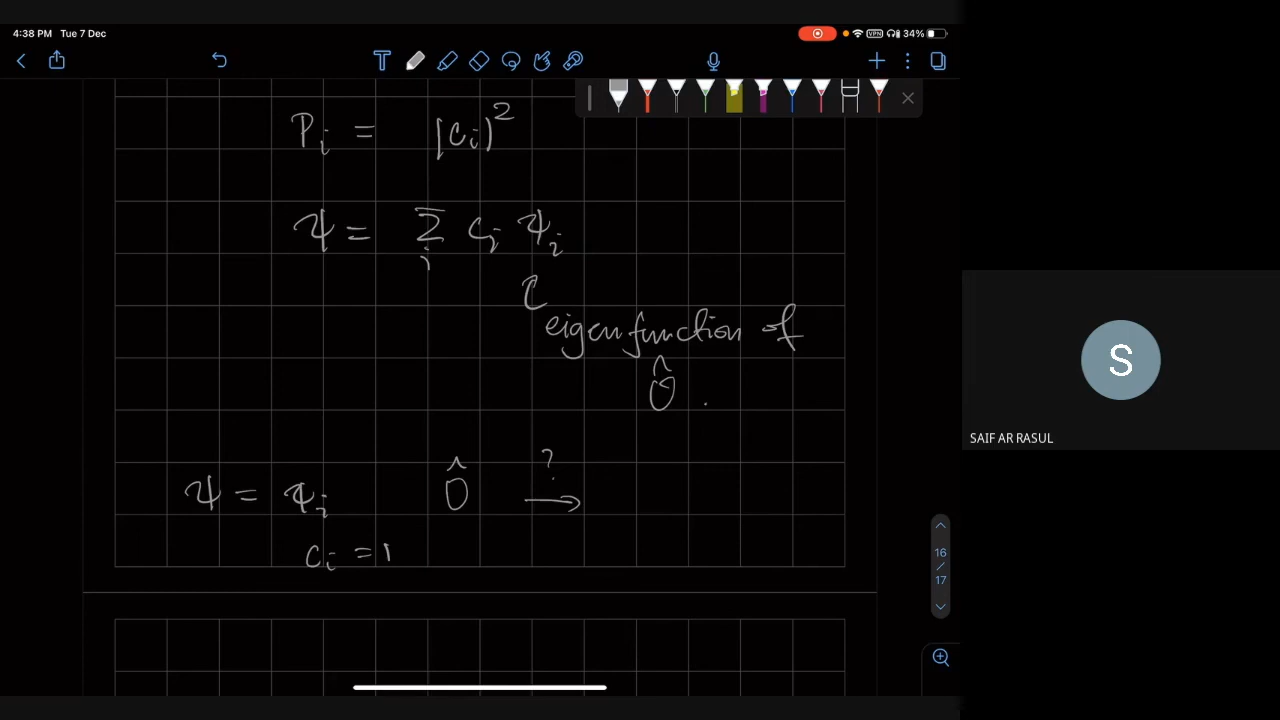 4:38 PM Tue 7 Dec
VPN 34%
T
P_i = |c_i|^2
ψ = Σ_i c_i ψ_i
eigenfunction of
Ô .
ψ = ψ_i Ô ?→
c_i = 1
16
/
17
S
SAIF AR RASUL